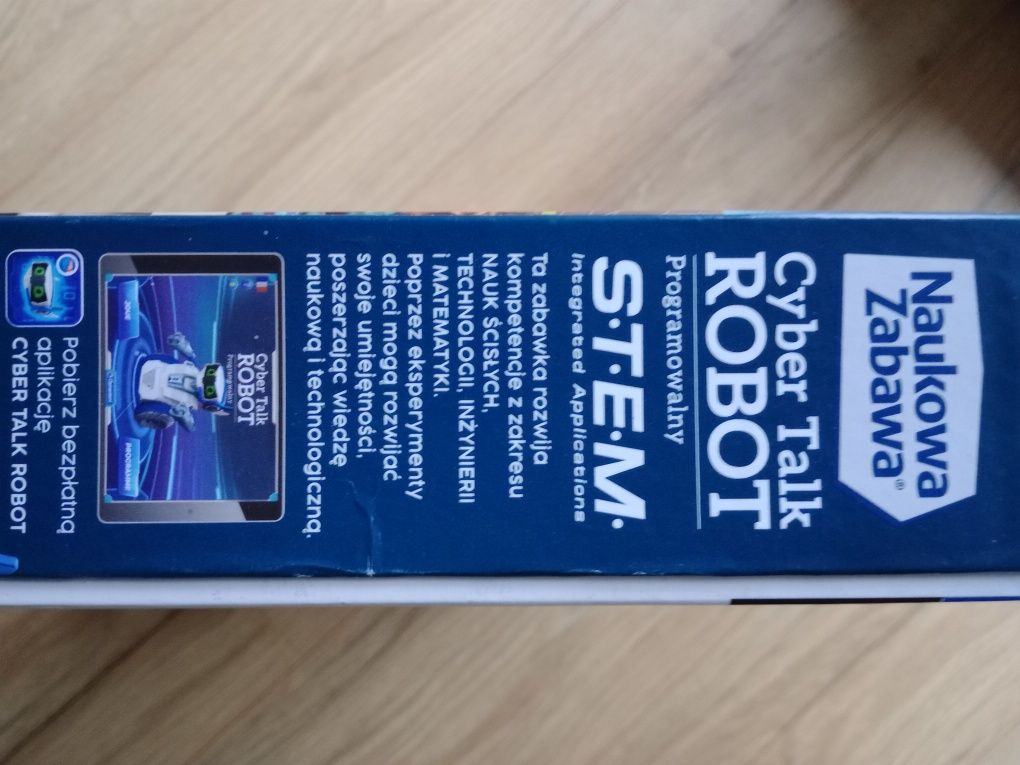 Naukowa
Zabawa®
Cyber Talk
ROBOT
Programowalny
S.T.E.M.
Integrated Applications
Ta zabawka rozwija
kompetencje z zakresu
NAUK ŚCISŁYCH,
TECHNOLOGII, INŻYNIERII
i MATEMATYKI.
Poprzez eksperymenty
dzieci mogą rozwijać
swoje umiejętności,
poszerzając wiedzę
naukową i technologiczną.
Cyber Talk
ROBOT
Programowalny
Pobierz bezpłatną
aplikację
CYBER TALK ROBOT